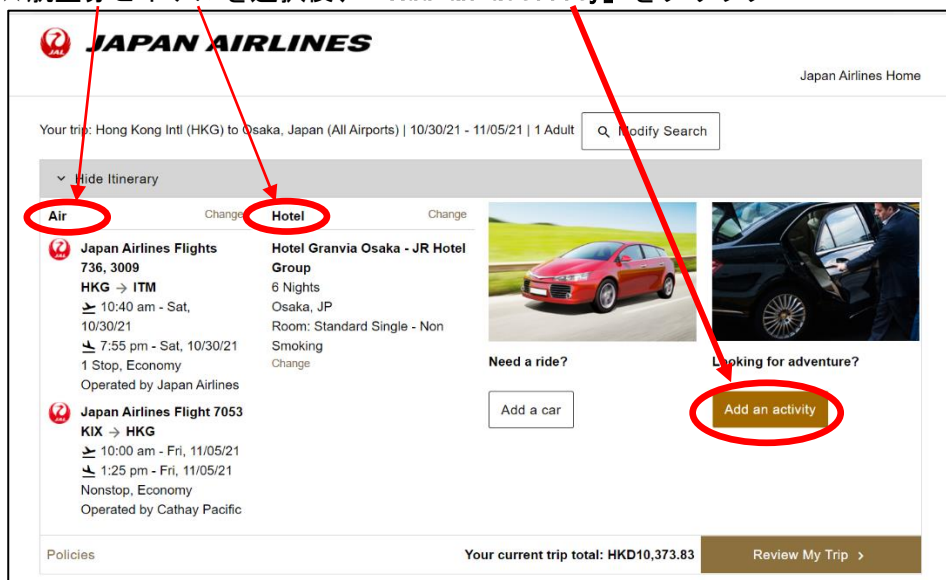 JAPAN AIRLINES
Japan Airlines Home
Your trip: Hong Kong Intl (HKG) to Osaka, Japan (All Airports) | 10/30/21 - 11/05/21 | 1 Adult
Modify Search
Hide Itinerary
Air Change
Japan Airlines Flights
736, 3009
HKG → ITM
10:40 am - Sat,
10/30/21
7:55 pm - Sat, 10/30/21
1 Stop, Economy
Operated by Japan Airlines
Japan Airlines Flight 7053
KIX → HKG
10:00 am - Fri, 11/05/21
1:25 pm - Fri, 11/05/21
Nonstop, Economy
Operated by Cathay Pacific
Hotel Change
Hotel Granvia Osaka - JR Hotel
Group
6 Nights
Osaka, JP
Room: Standard Single - Non
Smoking
Change
Need a ride?
Add a car
Looking for adventure?
Add an activity
Policies
Your current trip total: HKD10,373.83
Review My Trip >